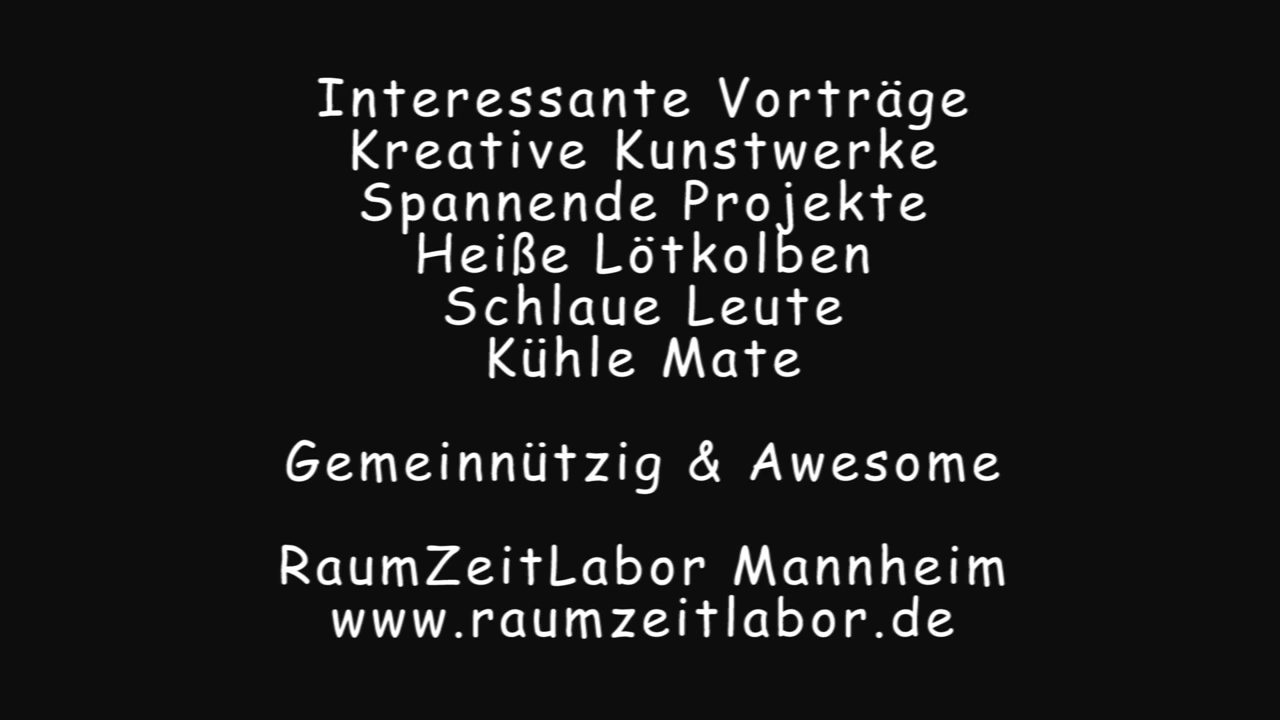 Interessante Vorträge
Kreative Kunstwerke
Spannende Projekte
Heiße Lötkolben
Schlaue Leute
Kühle Mate
Gemeinnützig & Awesome
RaumZeitLabor Mannheim
www.raumzeitlabor.de